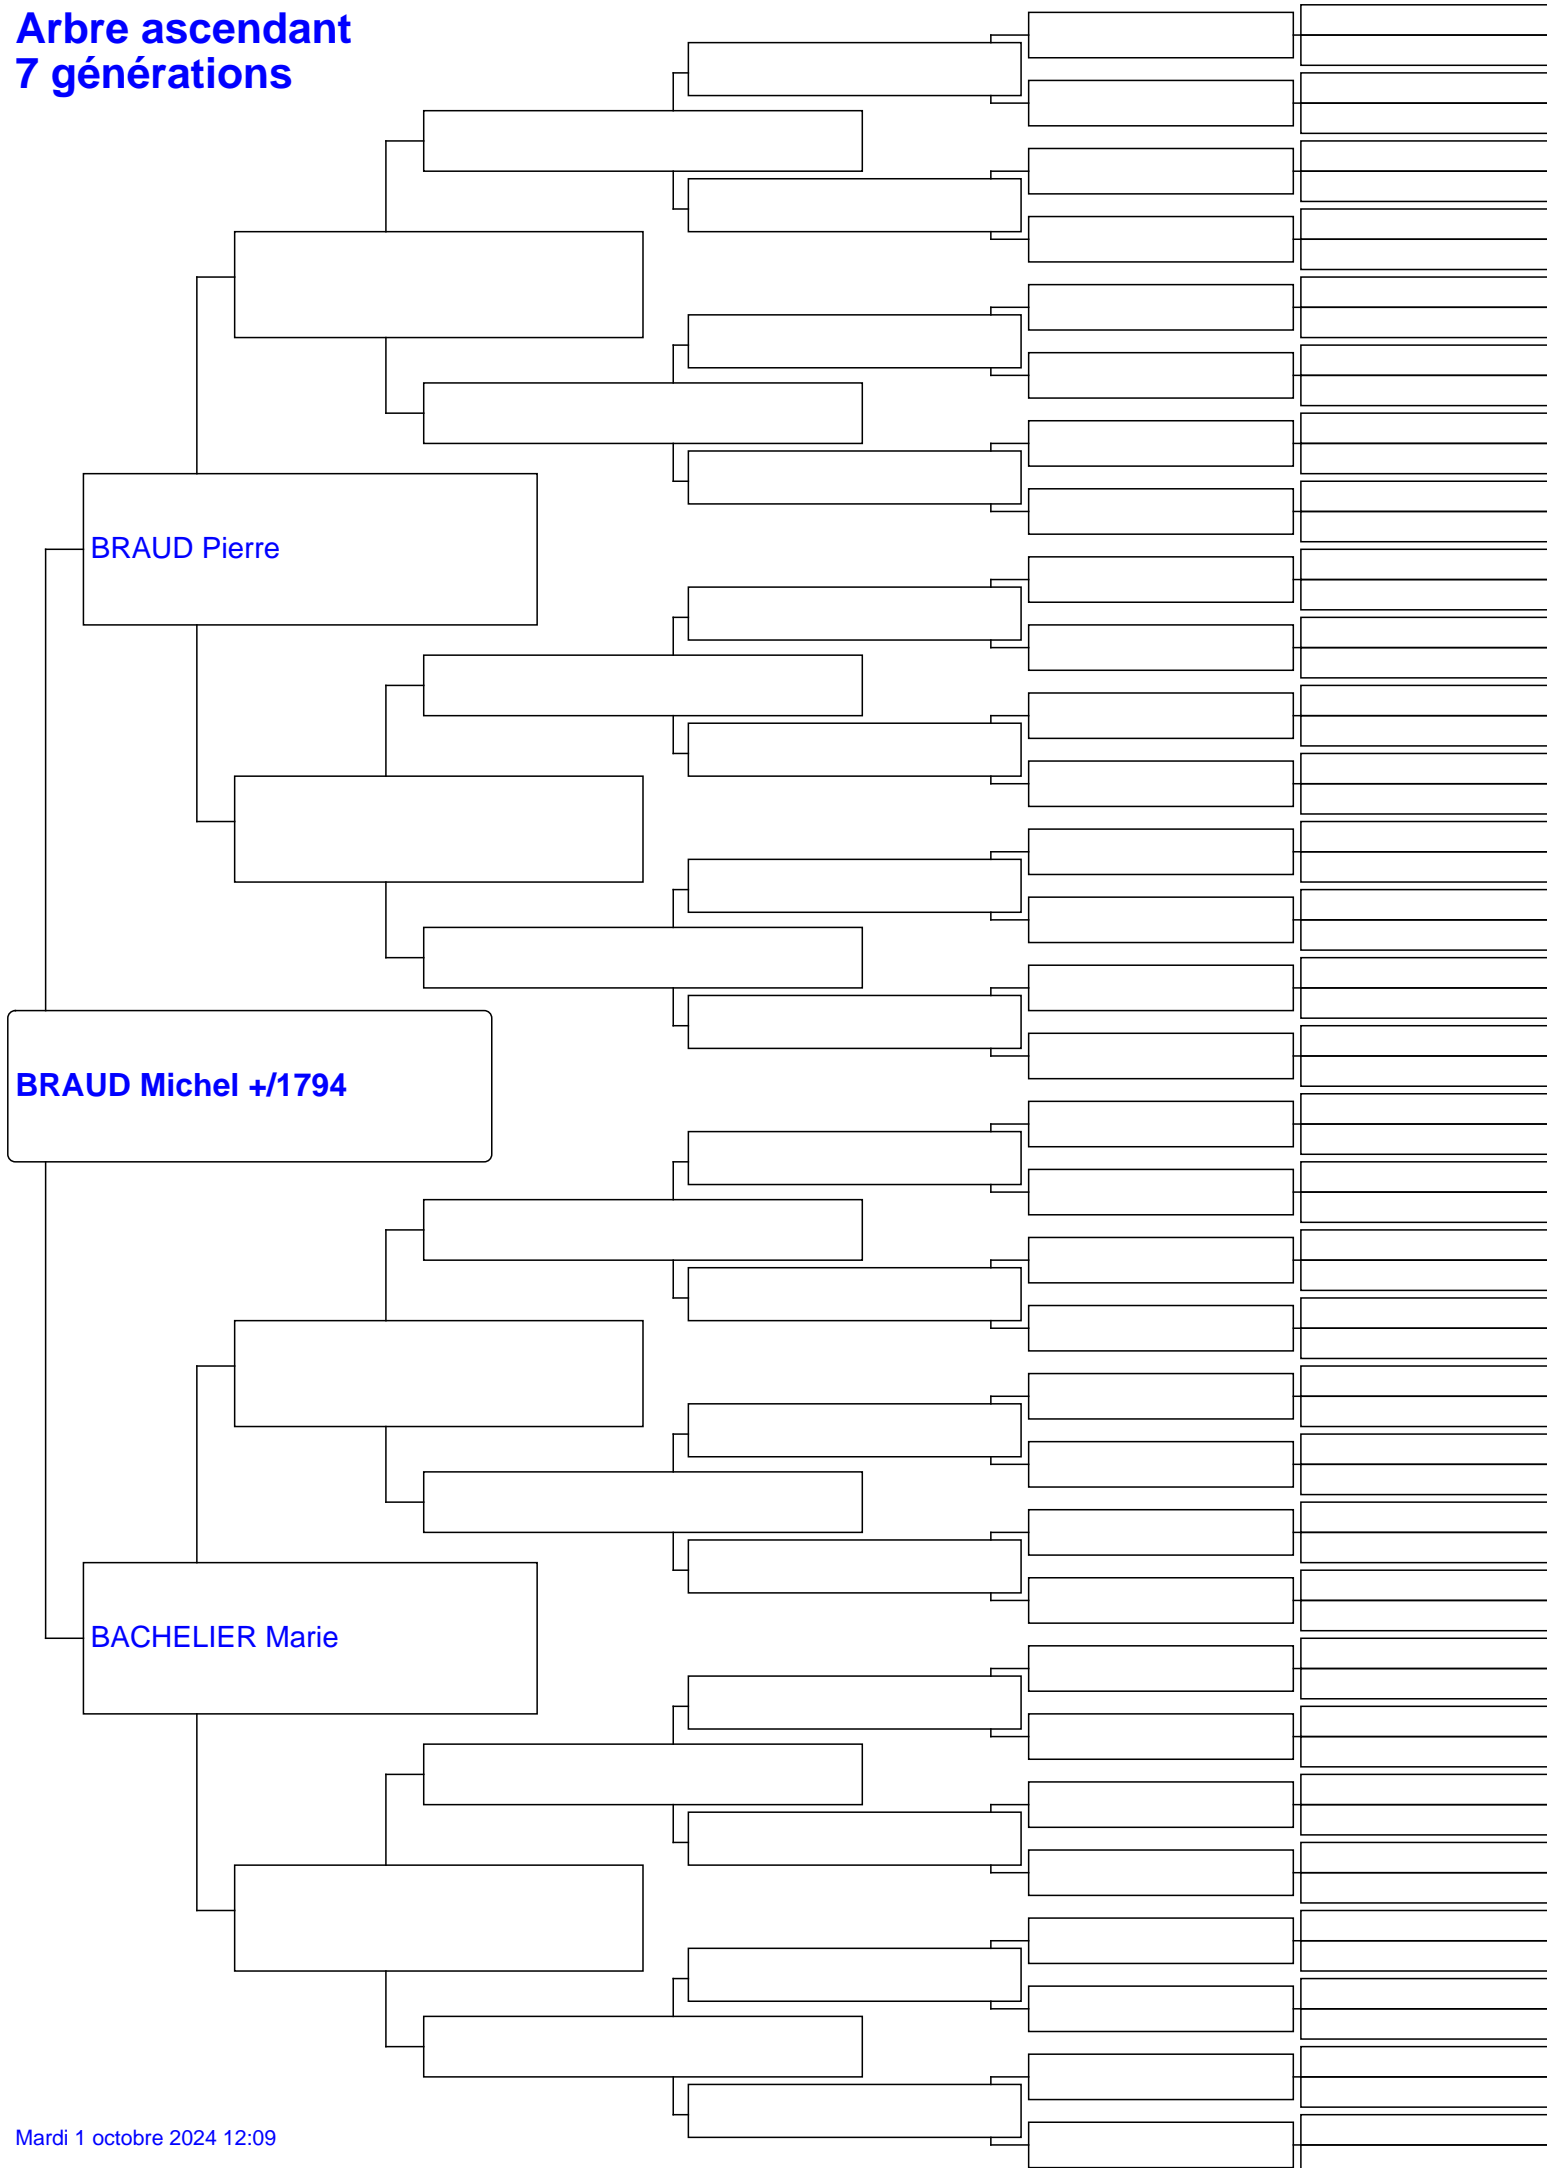 Arbre ascendant
7 générations
BRAUD Pierre
BRAUD Michel +/1794
BACHELIER Marie
Mardi 1 octobre 2024 12:09